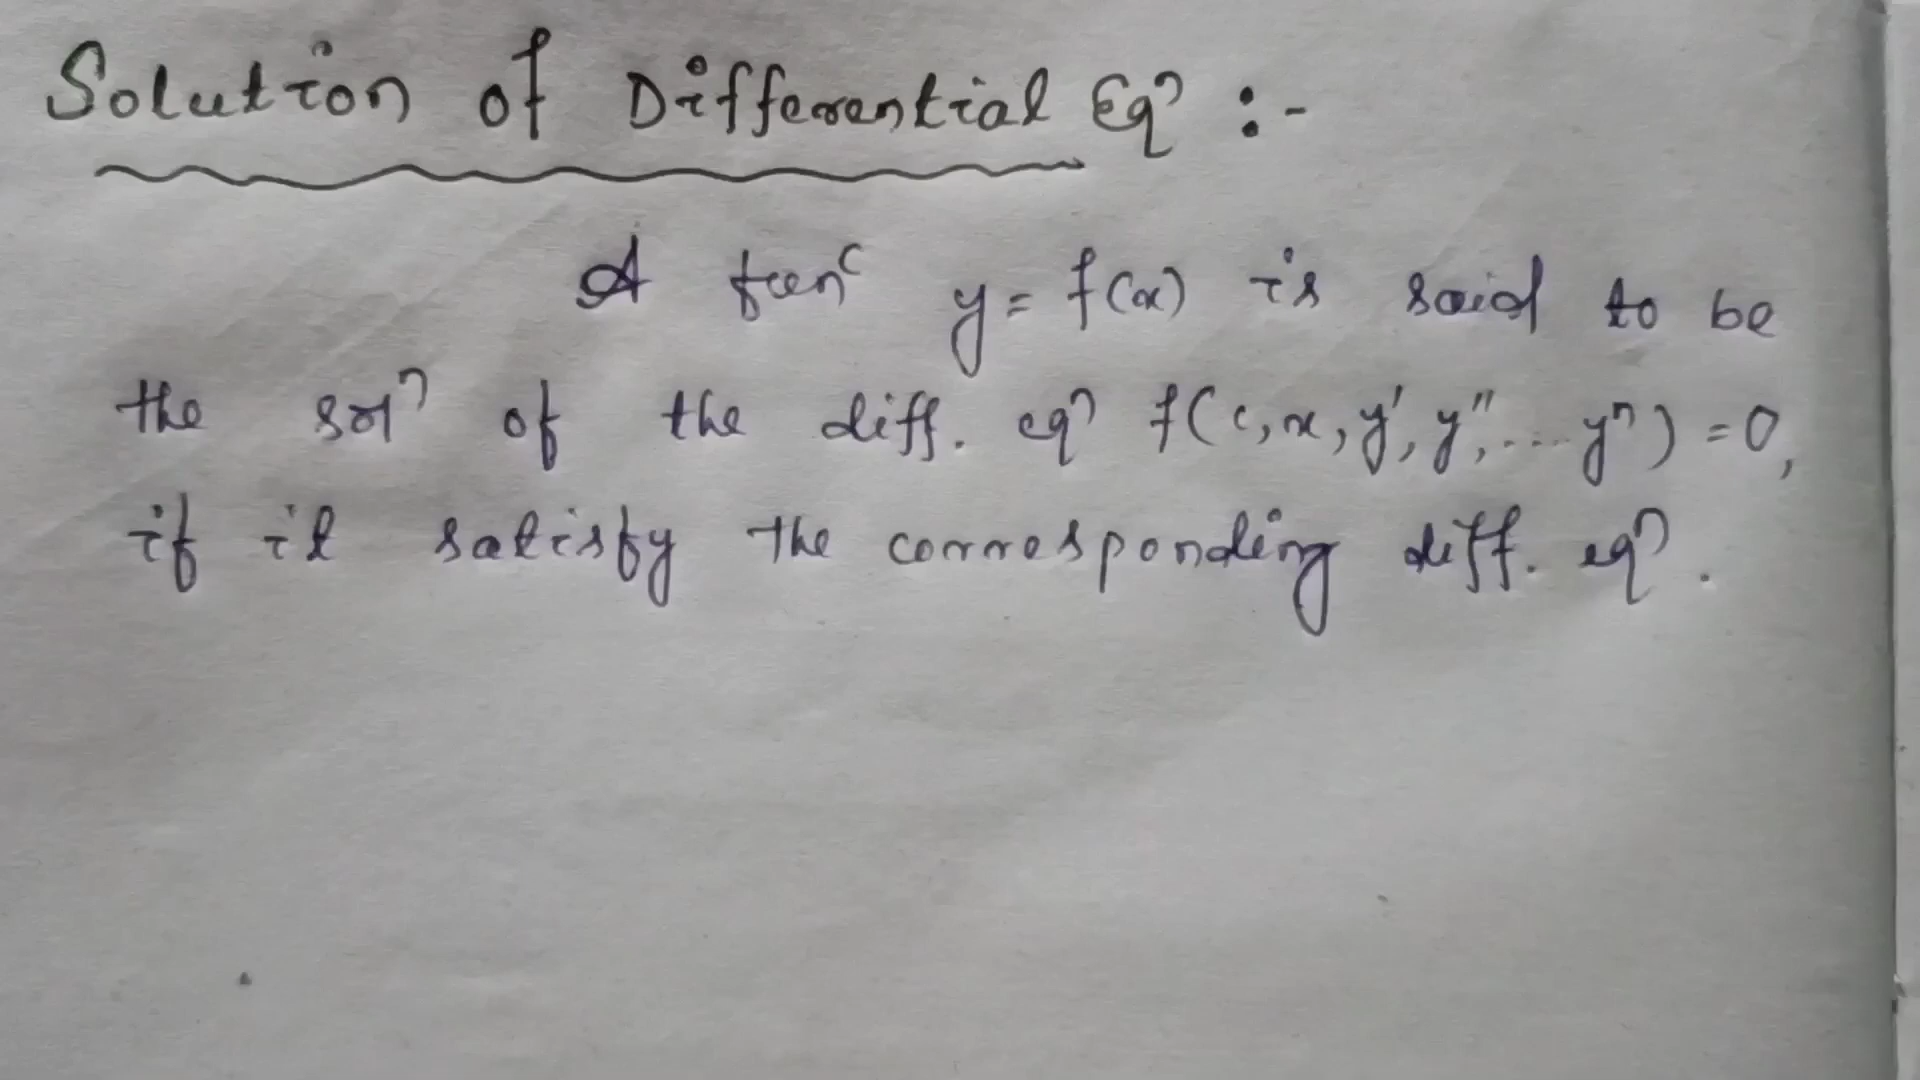 Solution of Differential Eqⁿ :-
A funᶜ y = f(x) is said to be
the solⁿ of the diff. eqⁿ f(c, x, y', y'', ... yⁿ) = 0,
if it satisfy the corresponding diff. eqⁿ.